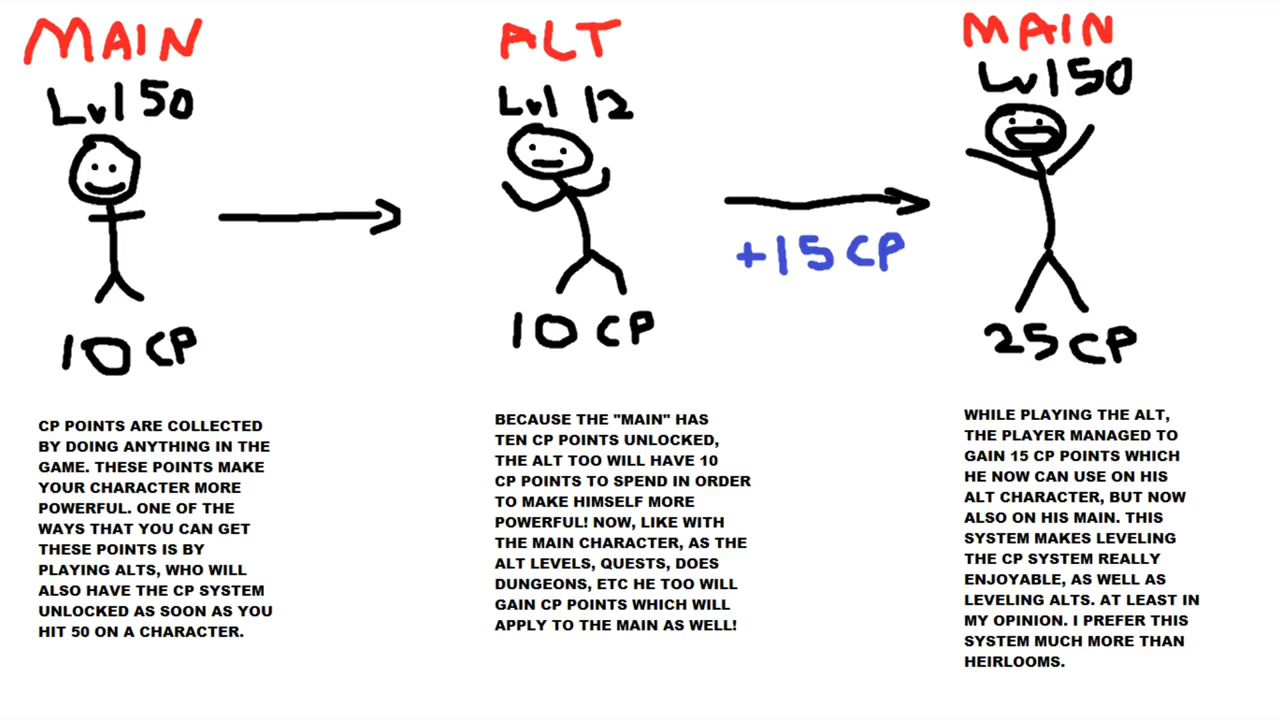 MAIN
Lvl 50
10 CP
CP POINTS ARE COLLECTED
BY DOING ANYTHING IN THE
GAME. THESE POINTS MAKE
YOUR CHARACTER MORE
POWERFUL. ONE OF THE
WAYS THAT YOU CAN GET
THESE POINTS IS BY
PLAYING ALTS, WHO WILL
ALSO HAVE THE CP SYSTEM
UNLOCKED AS SOON AS YOU
HIT 50 ON A CHARACTER.
ALT
Lvl 12
10 CP
BECAUSE THE "MAIN" HAS
TEN CP POINTS UNLOCKED,
THE ALT TOO WILL HAVE 10
CP POINTS TO SPEND IN ORDER
TO MAKE HIMSELF MORE
POWERFUL! NOW, LIKE WITH
THE MAIN CHARACTER, AS THE
ALT LEVELS, QUESTS, DOES
DUNGEONS, ETC HE TOO WILL
GAIN CP POINTS WHICH WILL
APPLY TO THE MAIN AS WELL!
+15 CP
MAIN
Lvl 50
25 CP
WHILE PLAYING THE ALT,
THE PLAYER MANAGED TO
GAIN 15 CP POINTS WHICH
HE NOW CAN USE ON HIS
ALT CHARACTER, BUT NOW
ALSO ON HIS MAIN. THIS
SYSTEM MAKES LEVELING
THE CP SYSTEM REALLY
ENJOYABLE, AS WELL AS
LEVELING ALTS. AT LEAST IN
MY OPINION. I PREFER THIS
SYSTEM MUCH MORE THAN
HEIRLOOMS.